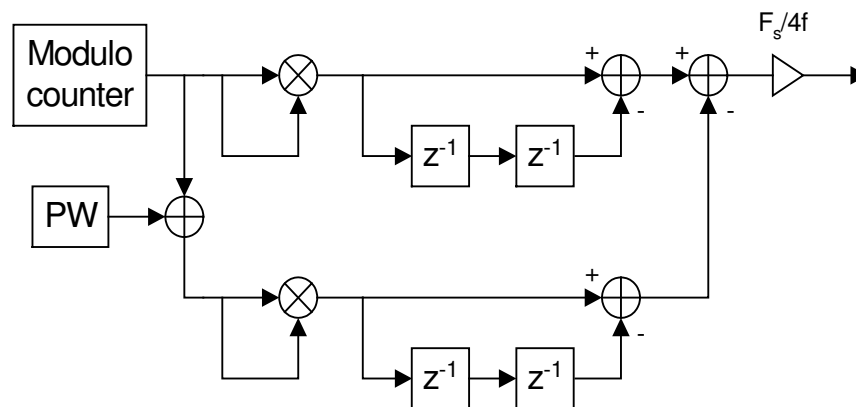 F_s/4f
Modulo
counter
+
+
-
-
z^-1
z^-1
PW
+
-
z^-1
z^-1